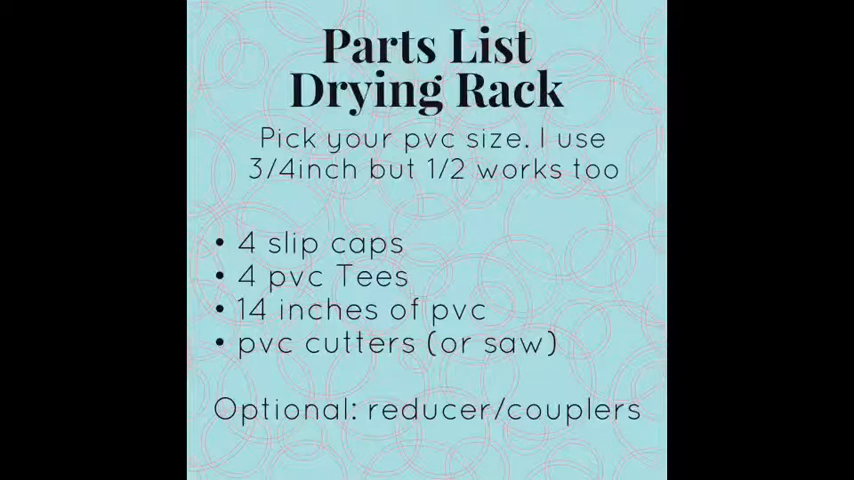 Parts List
Drying Rack
Pick your pvc size. I use
3/4inch but 1/2 works too
• 4 slip caps
• 4 pvc Tees
• 14 inches of pvc
• pvc cutters (or saw)
Optional: reducer/couplers